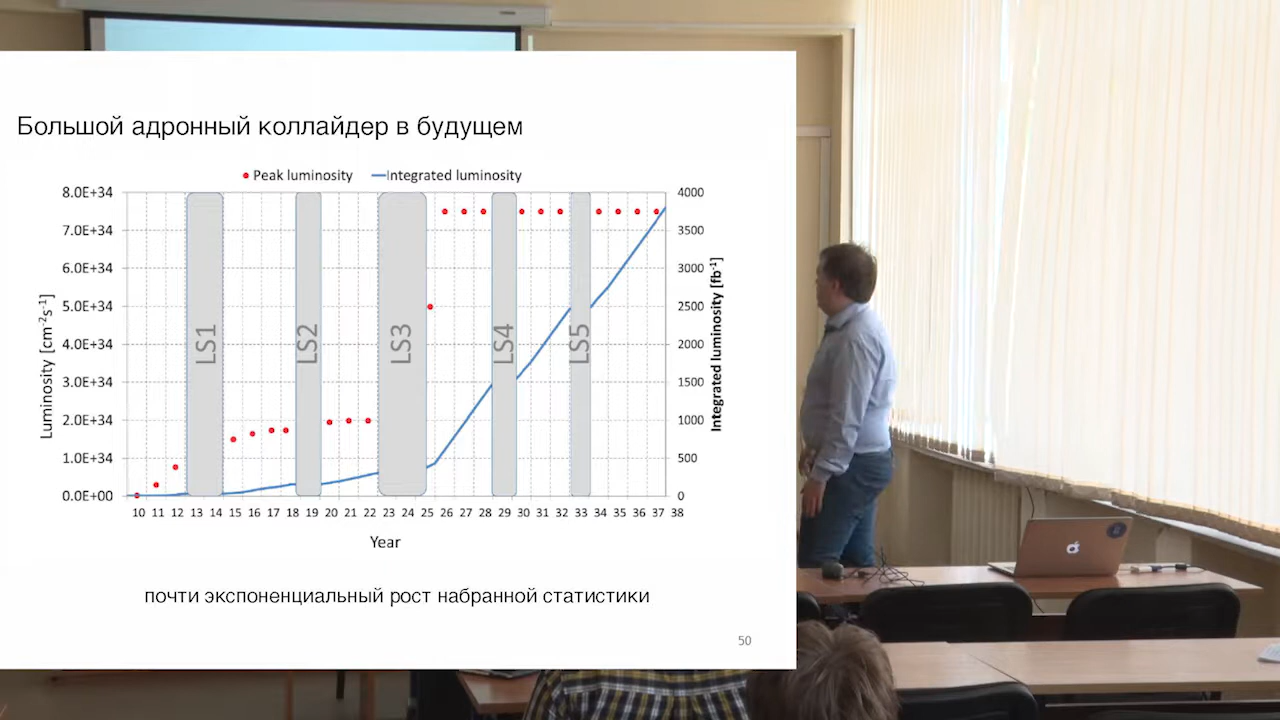 Большой адронный коллайдер в будущем
Peak luminosity Integrated luminosity
8.0E+34
7.0E+34
6.0E+34
5.0E+34
4.0E+34
3.0E+34
2.0E+34
1.0E+34
0.0E+00
Luminosity [cm⁻²s⁻¹]
LS1
LS2
LS3
LS4
LS5
4000
3500
3000
2500
2000
1500
1000
500
0
Integrated luminosity [fb⁻¹]
10 11 12 13 14 15 16 17 18 19 20 21 22 23 24 25 26 27 28 29 30 31 32 33 34 35 36 37 38
Year
почти экспоненциальный рост набранной статистики
50